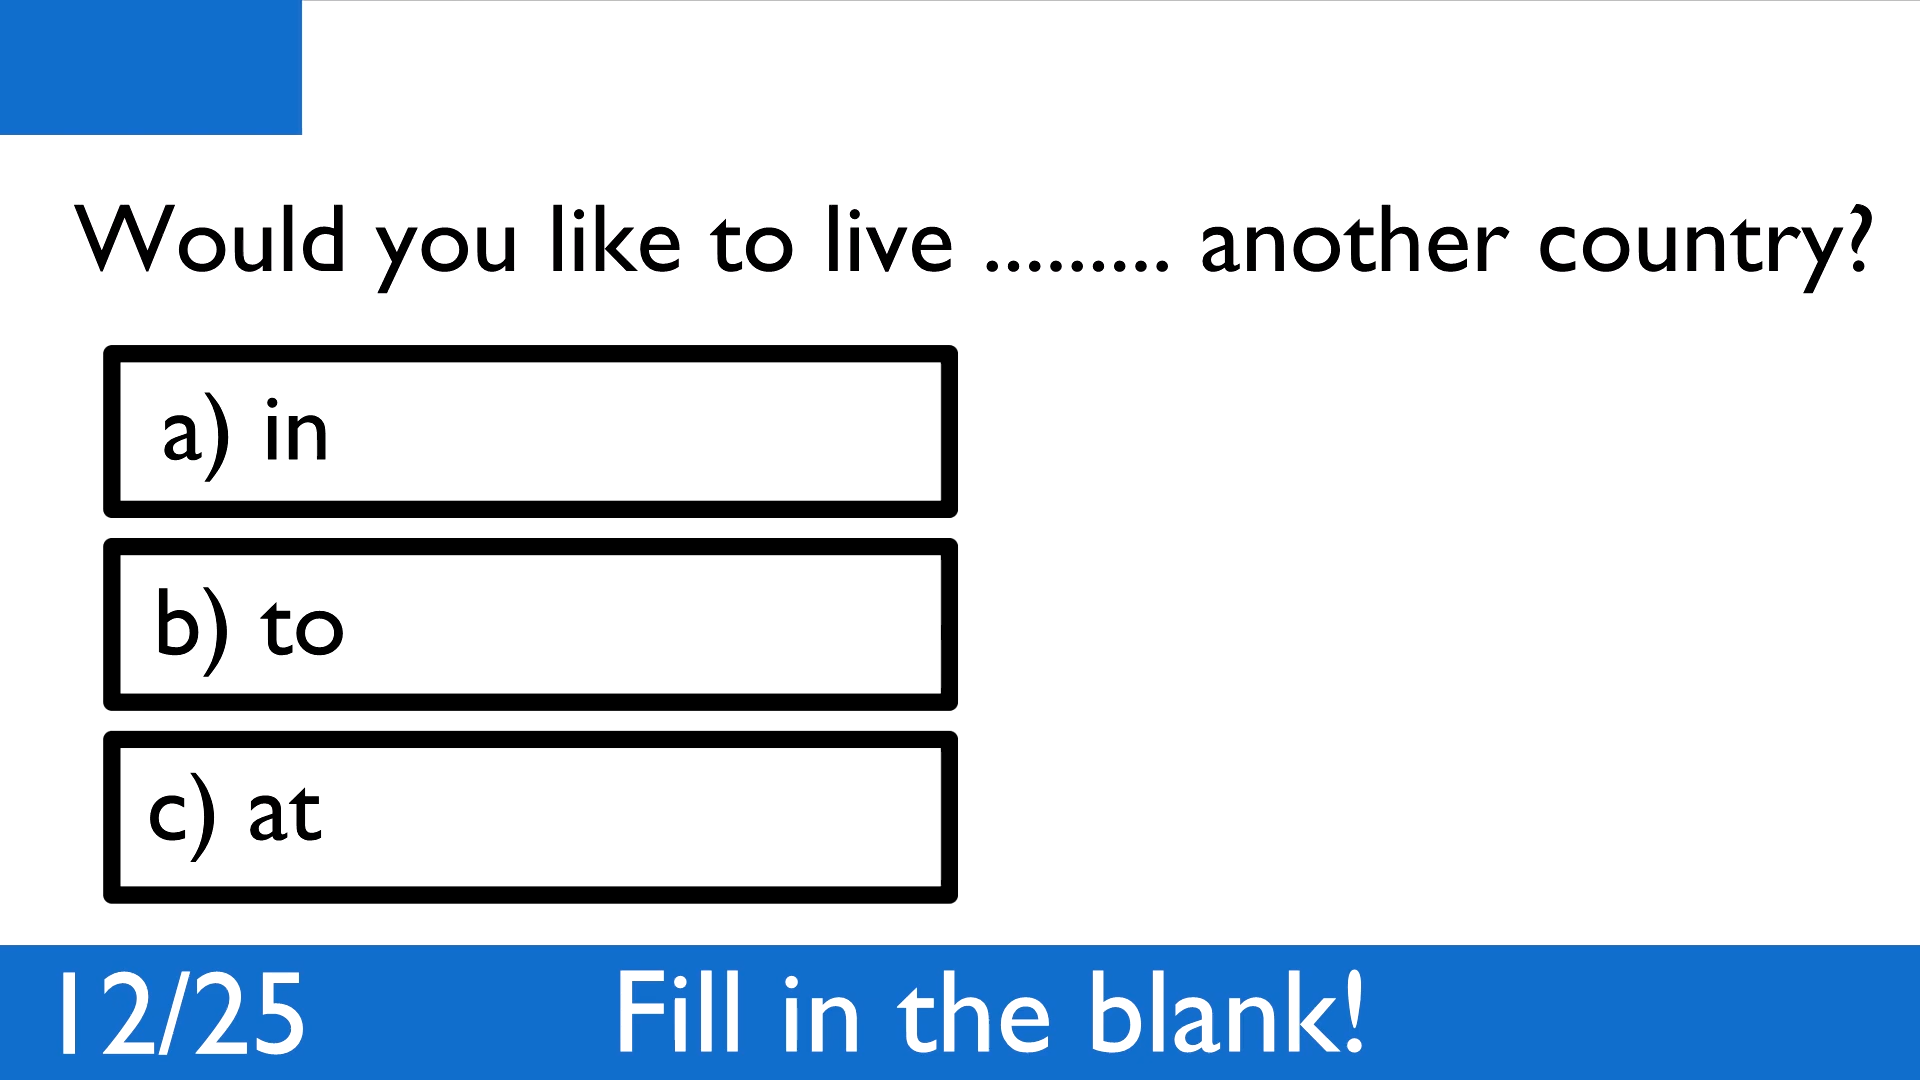 Would you like to live ......... another country?
a) in
b) to
c) at
12/25 Fill in the blank!